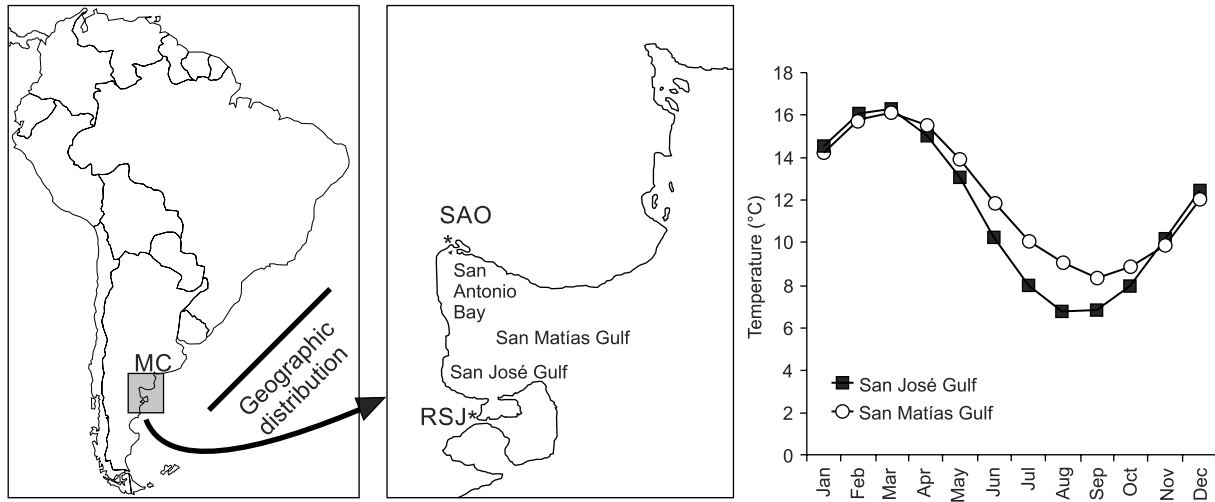 MC
Geographic
distribution
SAO
*
San
Antonio
Bay
San Matías Gulf
San José Gulf
RSJ*
Temperature (°C)
18
16
14
12
10
8
6
4
2
0
San José Gulf
San Matías Gulf
Jan
Feb
Mar
Apr
May
Jun
Jul
Aug
Sep
Oct
Nov
Dec